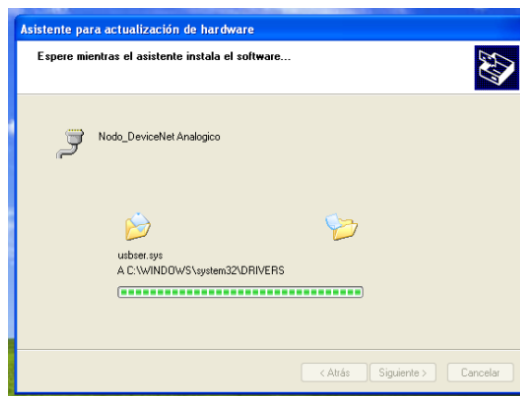 Asistente para actualización de hardware
Espere mientras el asistente instala el software...
Nodo_DeviceNet Analogico
usbser.sys
A C:\WINDOWS\system32\DRIVERS
< Atrás
Siguiente >
Cancelar